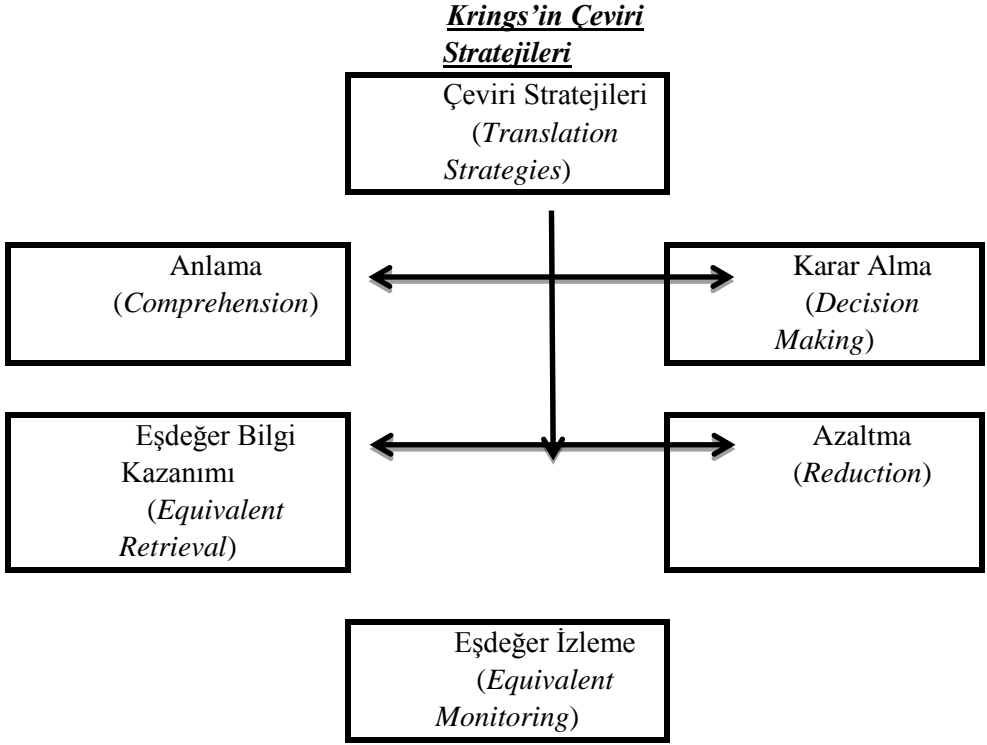 Krings’in Çeviri
Stratejileri
Çeviri Stratejileri
(Translation
Strategies)
Anlama
(Comprehension)
Karar Alma
(Decision
Making)
Eşdeğer Bilgi
Kazanımı
(Equivalent
Retrieval)
Azaltma
(Reduction)
Eşdeğer İzleme
(Equivalent
Monitoring)